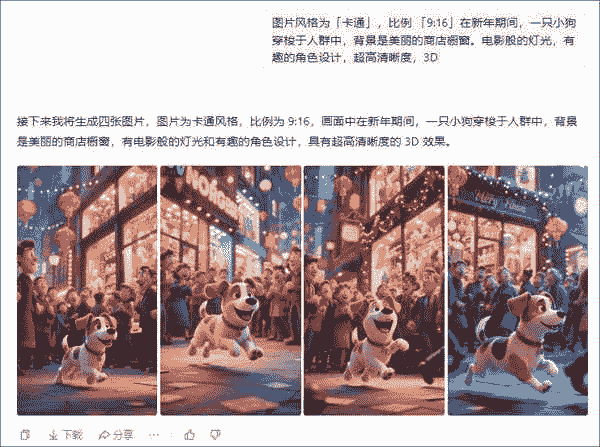 图片风格为「卡通」，比例 「9:16」在新年期间，一只小狗
穿梭于人群中，背景是美丽的商店橱窗。电影般的灯光，有
趣的角色设计，超高清晰度，3D
接下来我将生成四张图片，图片为卡通风格，比例为 9:16，画面中在新年期间，一只小狗穿梭于人群中，背景
是美丽的商店橱窗，有电影般的灯光和有趣的角色设计，具有超高清晰度的 3D 效果。
下载 分享 ···